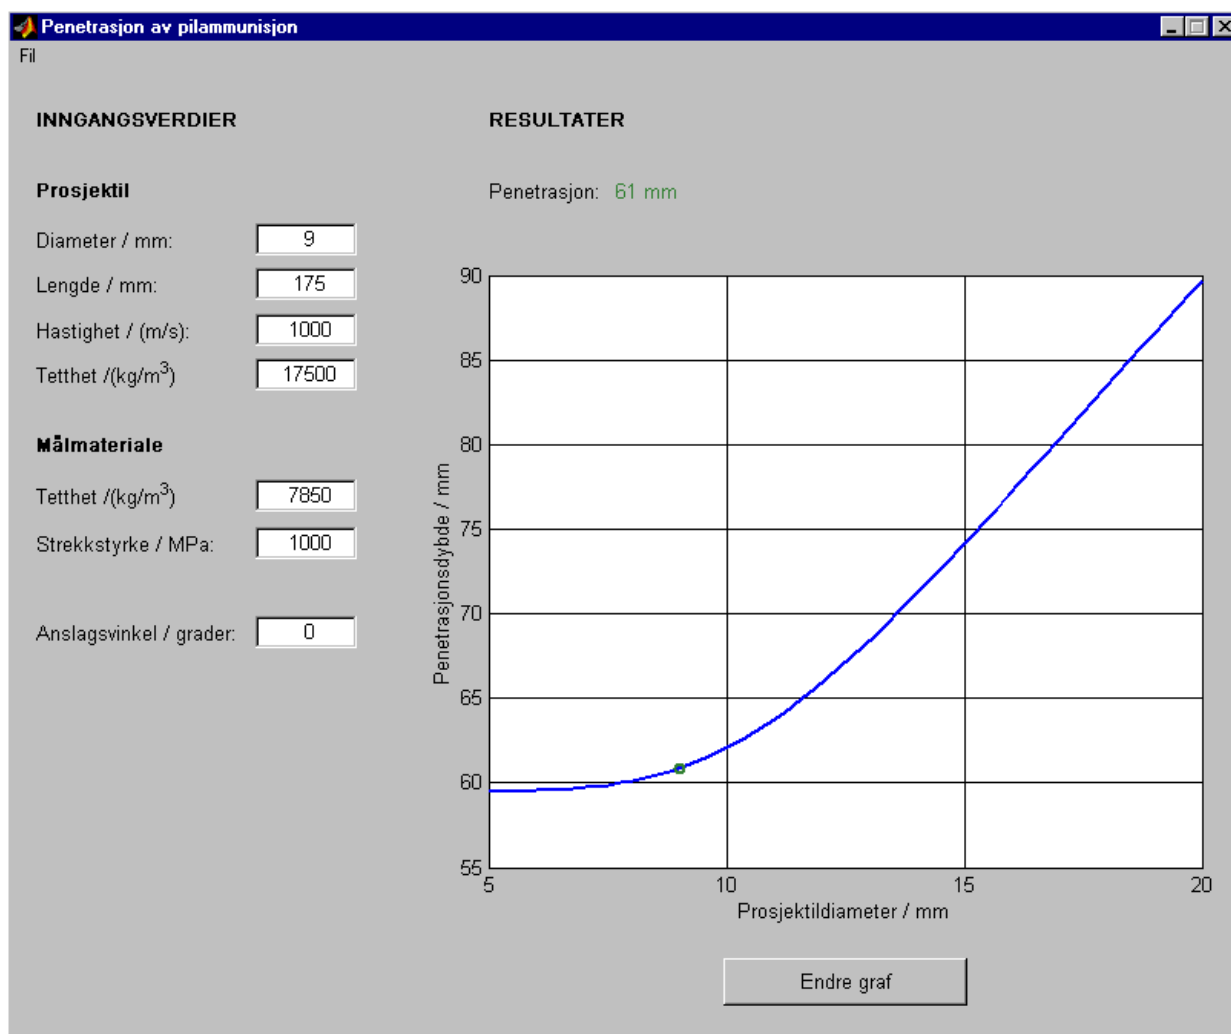 Penetrasjon av pilammunisjon
Fil
INNGANGSVERDIER
Prosjektil
Diameter / mm: 9
Lengde / mm: 175
Hastighet / (m/s): 1000
Tetthet /(kg/m³) 17500
Målmateriale
Tetthet /(kg/m³) 7850
Strekkstyrke / MPa: 1000
Anslagsvinkel / grader: 0
RESULTATER
Penetrasjon: 61 mm
Penetrasjonsdybde / mm
90
85
80
75
70
65
60
55
5 10 15 20
Prosjektildiameter / mm
Endre graf